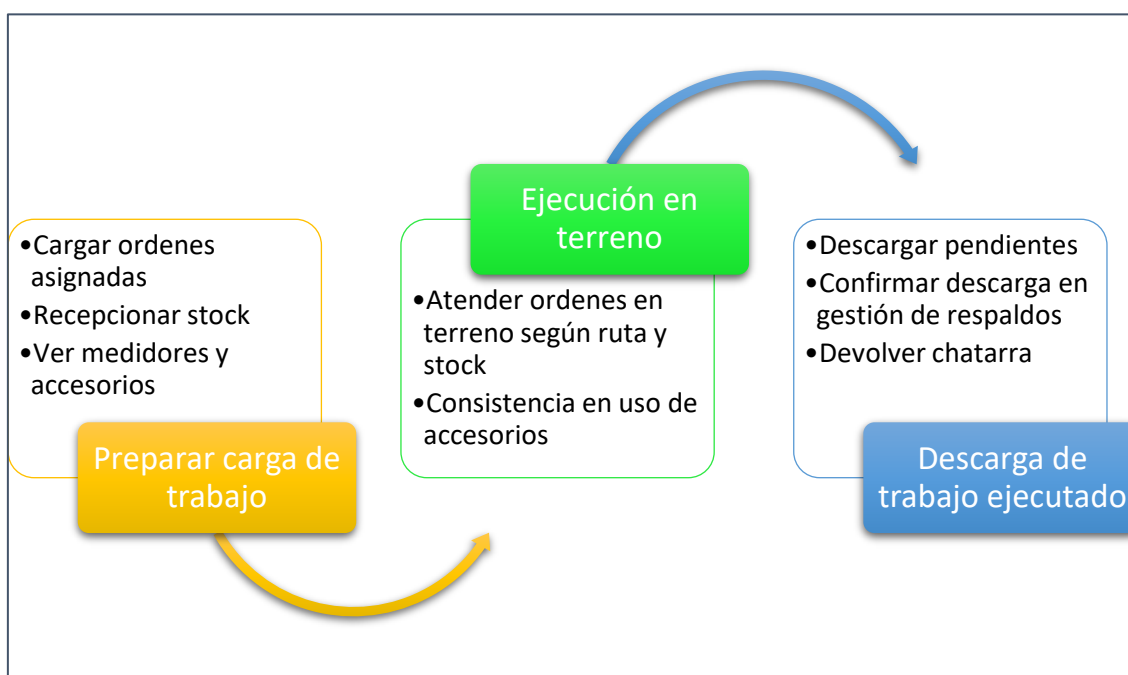 •Cargar ordenes
asignadas
•Recepcionar stock
•Ver medidores y
accesorios
Preparar carga de
trabajo
Ejecución en
terreno
•Atender ordenes en
terreno según ruta y
stock
•Consistencia en uso de
accesorios
•Descargar pendientes
•Confirmar descarga en
gestión de respaldos
•Devolver chatarra
Descarga de
trabajo ejecutado